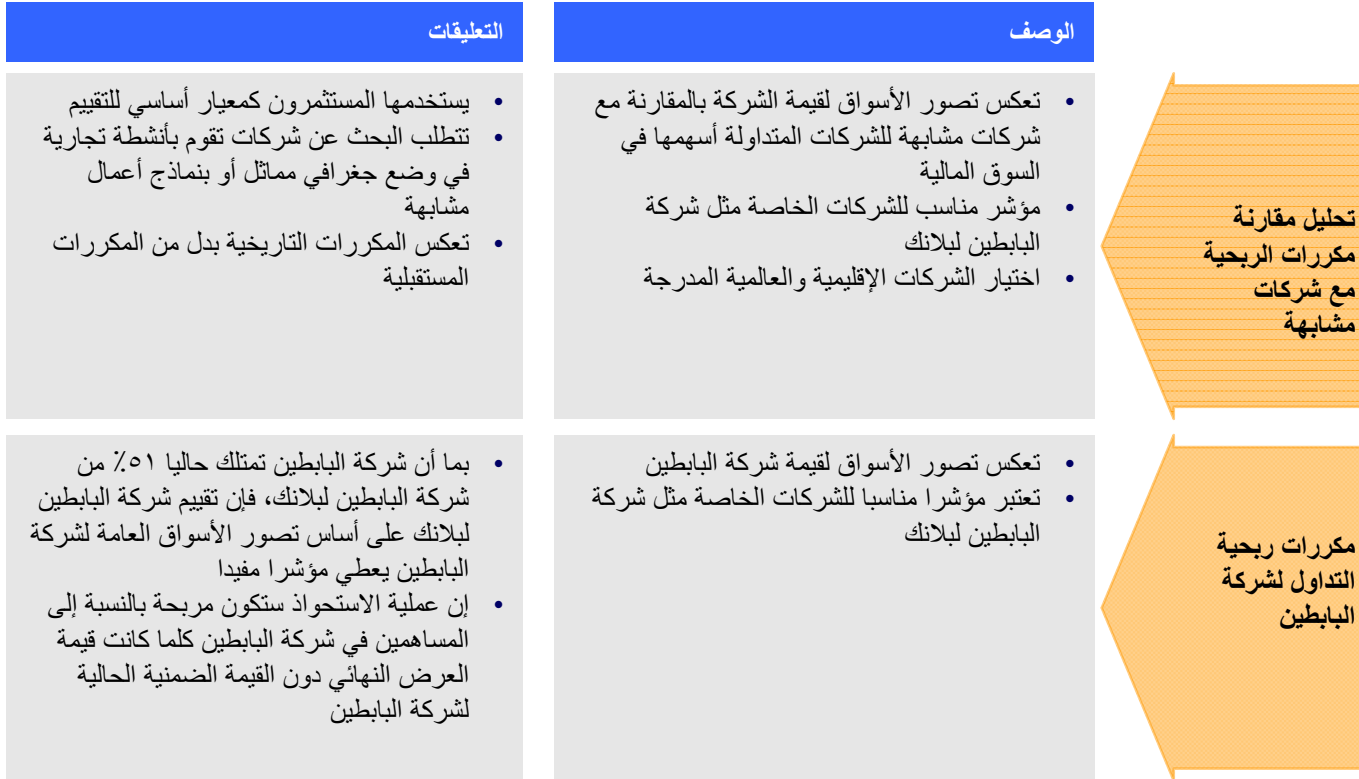 الوصف
التعليقات
تحليل مقارنة
مكررات الربحية
مع شركات
مشابهة
• تعكس تصور الأسواق لقيمة الشركة بالمقارنة مع
شركات مشابهة للشركات المتداولة أسهمها في
السوق المالية
• مؤشر مناسب للشركات الخاصة مثل شركة
البابطين لبلانك
• اختيار الشركات الإقليمية والعالمية المدرجة
• يستخدمها المستثمرون كمعيار أساسي للتقييم
• تتطلب البحث عن شركات تقوم بأنشطة تجارية
في وضع جغرافي مماثل أو بنماذج أعمال
مشابهة
• تعكس المكررات التاريخية بدل من المكررات
المستقبلية
مكررات ربحية
التداول لشركة
البابطين
• تعكس تصور الأسواق لقيمة شركة البابطين
• تعتبر مؤشرا مناسبا للشركات الخاصة مثل شركة
البابطين لبلانك
• بما أن شركة البابطين تمتلك حاليا ٥١٪ من
شركة البابطين لبلانك، فإن تقييم شركة البابطين
لبلانك على أساس تصور الأسواق العامة لشركة
البابطين يعطي مؤشرا مفيدا
• إن عملية الاستحواذ ستكون مربحة بالنسبة إلى
المساهمين في شركة البابطين كلما كانت قيمة
العرض النهائي دون القيمة الضمنية الحالية
لشركة البابطين